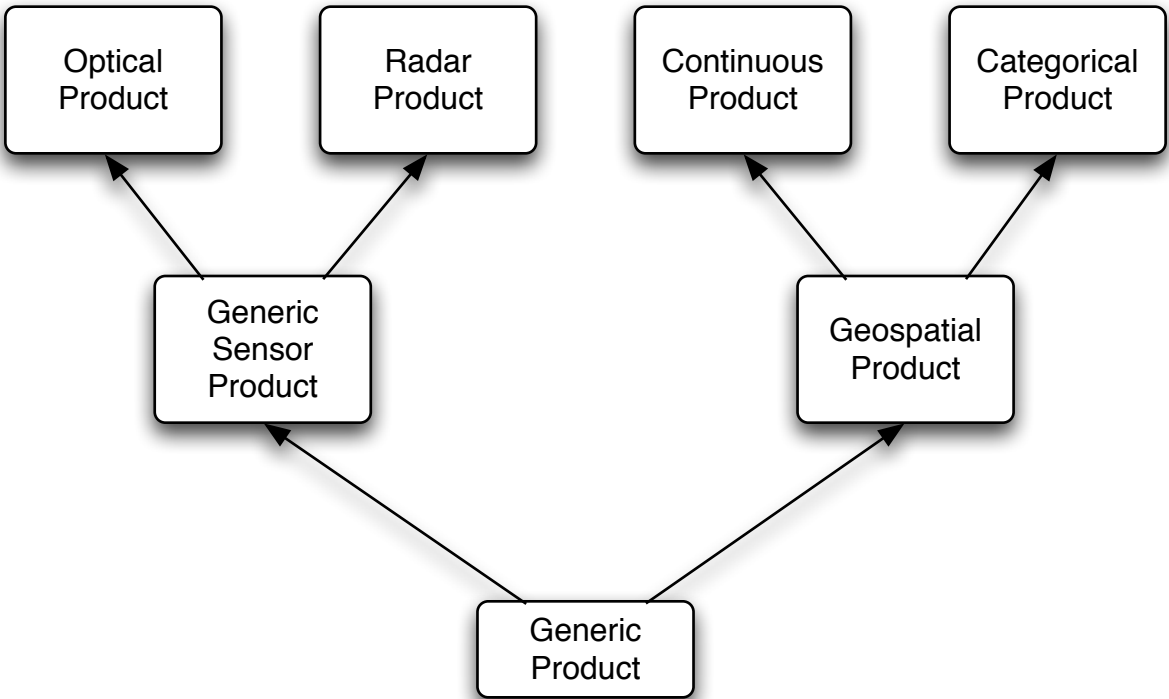 Optical
Product
Radar
Product
Continuous
Product
Categorical
Product
Generic
Sensor
Product
Geospatial
Product
Generic
Product